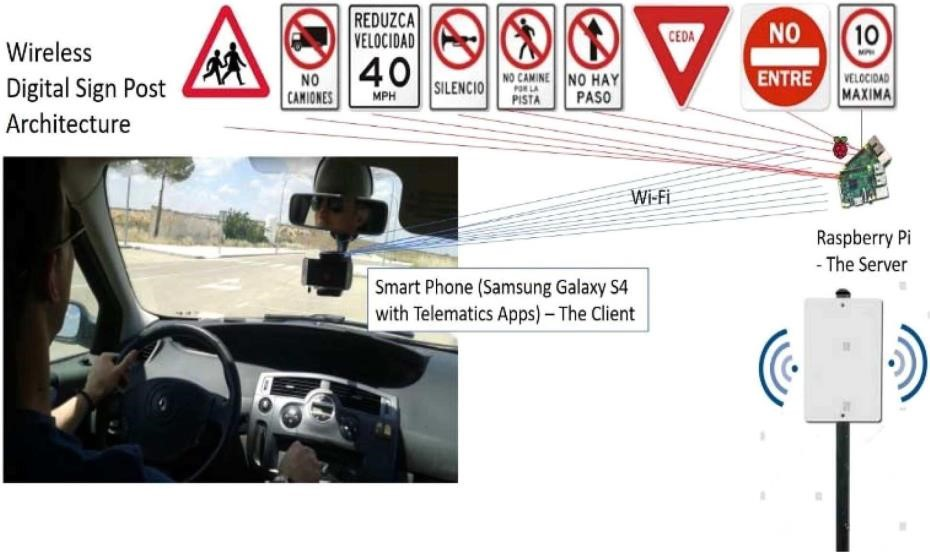 Wireless
Digital Sign Post
Architecture
NO
CAMIONES
REDUZCA
VELOCIDAD
40
MPH
SILENCIO
NO CAMINE
POR LA
PISTA
NO HAY
PASO
CEDA
NO
ENTRE
10
MPH
VELOCIDAD
MAXIMA
Wi-Fi
Raspberry Pi
- The Server
Smart Phone (Samsung Galaxy S4
with Telematics Apps) – The Client